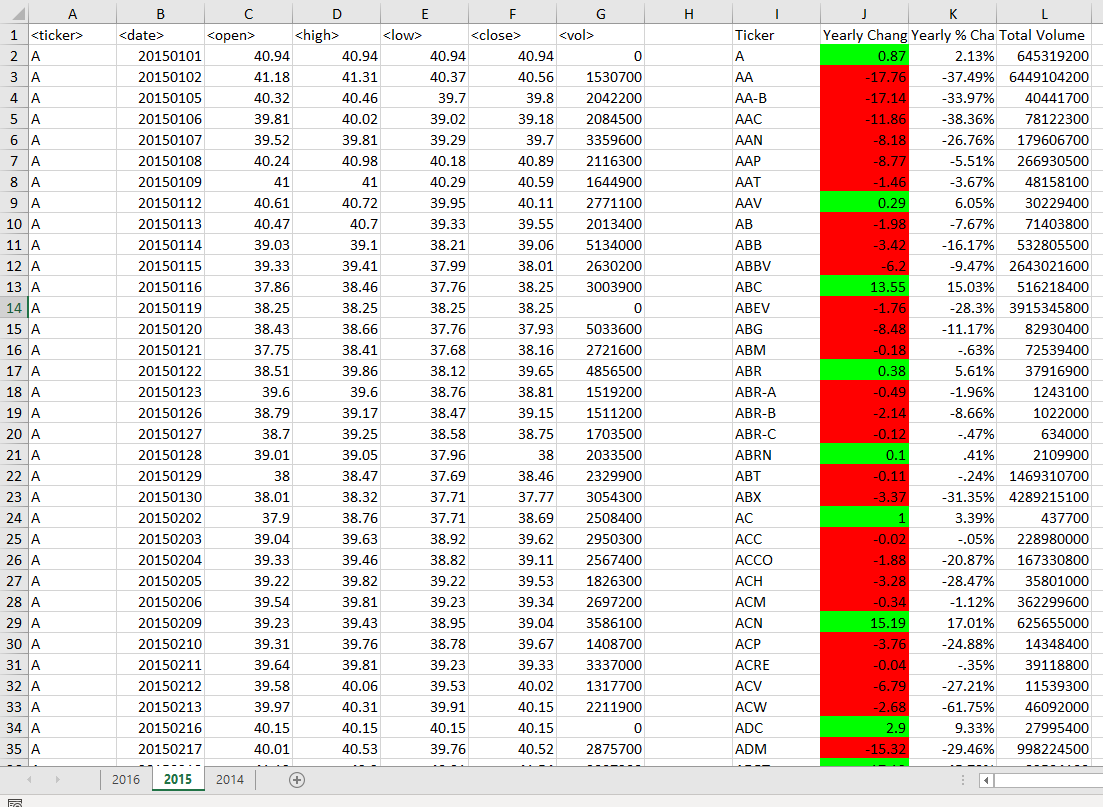 A B C D E F G H I J K L
1 <ticker> <date> <open> <high> <low> <close> <vol> Ticker Yearly Chang Yearly % Cha Total Volume
2 A 20150101 40.94 40.94 40.94 40.94 0 A 0.87 2.13% 645319200
3 A 20150102 41.18 41.31 40.37 40.56 1530700 AA -17.76 -37.49% 6449104200
4 A 20150105 40.32 40.46 39.7 39.8 2042200 AA-B -17.14 -33.97% 40441700
5 A 20150106 39.81 40.02 39.02 39.18 2084500 AAC -11.86 -38.36% 78122300
6 A 20150107 39.52 39.81 39.29 39.7 3359600 AAN -8.18 -26.76% 179606700
7 A 20150108 40.24 40.98 40.18 40.89 2116300 AAP -8.77 -5.51% 266930500
8 A 20150109 41 41 40.29 40.59 1644900 AAT -1.46 -3.67% 48158100
9 A 20150112 40.61 40.72 39.95 40.11 2771100 AAV 0.29 6.05% 30229400
10 A 20150113 40.47 40.7 39.33 39.55 2013400 AB -1.98 -7.67% 71403800
11 A 20150114 39.03 39.1 38.21 39.06 5134000 ABB -3.42 -16.17% 532805500
12 A 20150115 39.33 39.41 37.99 38.01 2630200 ABBV -6.2 -9.47% 2643021600
13 A 20150116 37.86 38.46 37.76 38.25 3003900 ABC 13.55 15.03% 516218400
14 A 20150119 38.25 38.25 38.25 38.25 0 ABEV -1.76 -28.3% 3915345800
15 A 20150120 38.43 38.66 37.76 37.93 5033600 ABG -8.48 -11.17% 82930400
16 A 20150121 37.75 38.41 37.68 38.16 2721600 ABM -0.18 -.63% 72539400
17 A 20150122 38.51 39.86 38.12 39.65 4856500 ABR 0.38 5.61% 37916900
18 A 20150123 39.6 39.6 38.76 38.81 1519200 ABR-A -0.49 -1.96% 1243100
19 A 20150126 38.79 39.17 38.47 39.15 1511200 ABR-B -2.14 -8.66% 1022000
20 A 20150127 38.7 39.25 38.58 38.75 1703500 ABR-C -0.12 -.47% 634000
21 A 20150128 39.01 39.05 37.96 38 2033500 ABRN 0.1 .41% 2109900
22 A 20150129 38 38.47 37.69 38.46 2329900 ABT -0.11 -.24% 1469310700
23 A 20150130 38.01 38.32 37.71 37.77 3054300 ABX -3.37 -31.35% 4289215100
24 A 20150202 37.9 38.76 37.71 38.69 2508400 AC 1 3.39% 437700
25 A 20150203 39.04 39.63 38.92 39.62 2950300 ACC -0.02 -.05% 228980000
26 A 20150204 39.33 39.46 38.82 39.11 2567400 ACCO -1.88 -20.87% 167330800
27 A 20150205 39.22 39.82 39.22 39.53 1826300 ACH -3.28 -28.47% 35801000
28 A 20150206 39.54 39.81 39.23 39.34 2697200 ACM -0.34 -1.12% 362299600
29 A 20150209 39.23 39.43 38.95 39.04 3586100 ACN 15.19 17.01% 625655000
30 A 20150210 39.31 39.76 38.78 39.67 1408700 ACP -3.76 -24.88% 14348400
31 A 20150211 39.64 39.81 39.23 39.33 3337000 ACRE -0.04 -.35% 39118800
32 A 20150212 39.58 40.06 39.53 40.02 1317700 ACV -6.79 -27.21% 11539300
33 A 20150213 39.97 40.31 39.91 40.15 2211900 ACW -2.68 -61.75% 46092000
34 A 20150216 40.15 40.15 40.15 40.15 0 ADC 2.9 9.33% 27995400
35 A 20150217 40.01 40.53 39.76 40.52 2875700 ADM -15.32 -29.46% 998224500
2016 2015 2014